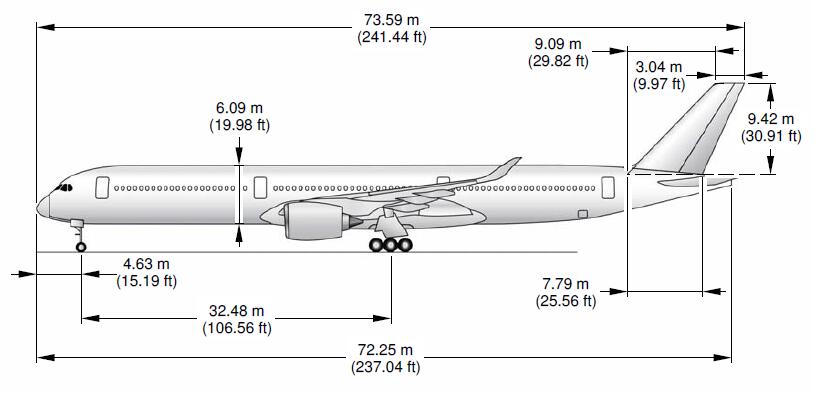 73.59 m
(241.44 ft)
9.09 m
(29.82 ft)
3.04 m
(9.97 ft)
6.09 m
(19.98 ft)
9.42 m
(30.91 ft)
4.63 m
(15.19 ft)
7.79 m
(25.56 ft)
32.48 m
(106.56 ft)
72.25 m
(237.04 ft)